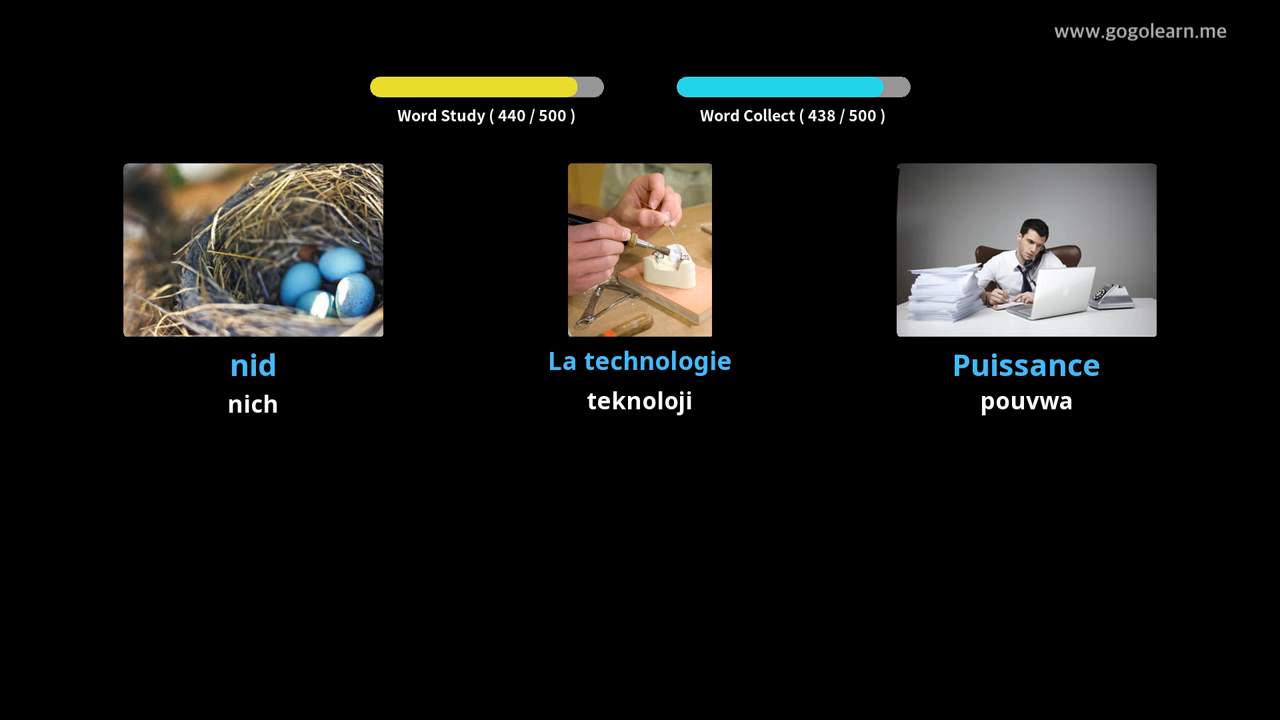 www.gogolearn.me
Word Study ( 440 / 500 )
Word Collect ( 438 / 500 )
nid
nich
La technologie
teknoloji
Puissance
pouvwa